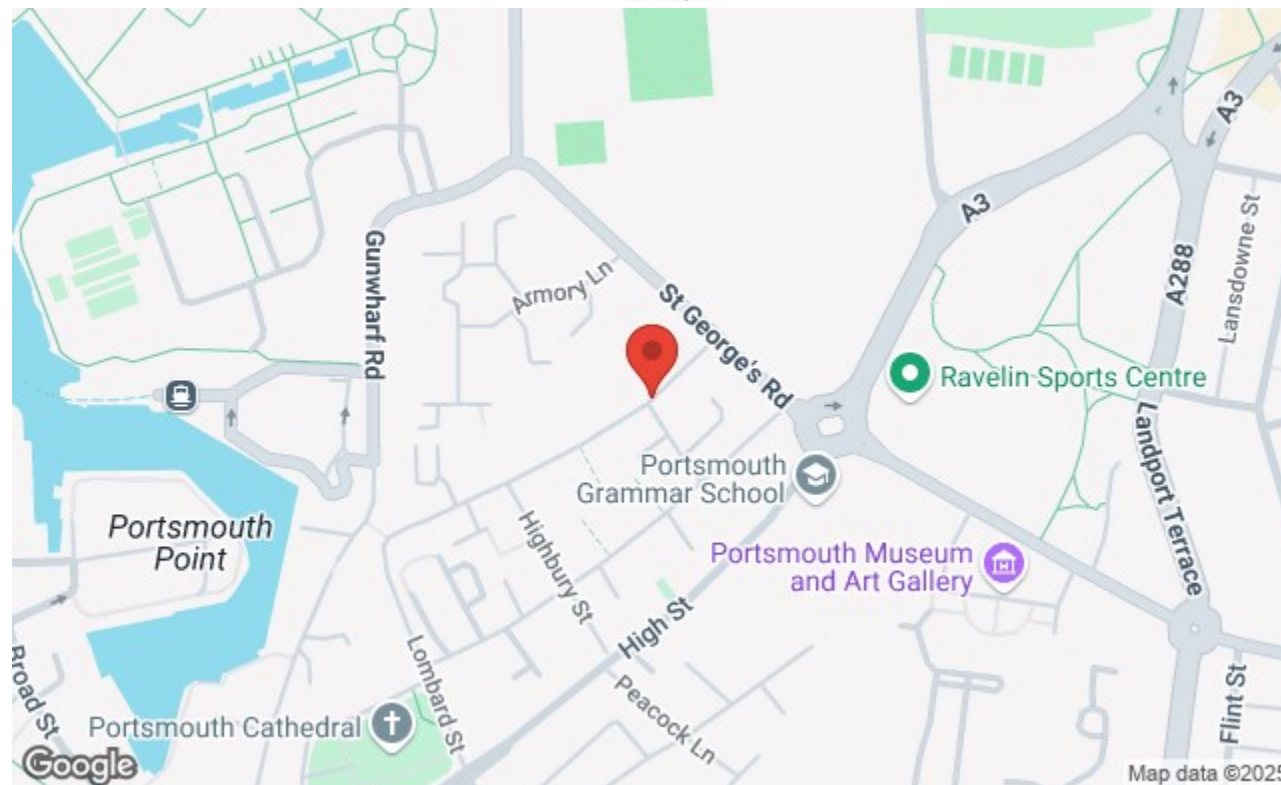 A3
A3
A288
Lansdowne St
Gunwharf Rd
Armory Ln
St George's Rd
Ravelin Sports Centre
Landport Terrace
Portsmouth
Grammar School
Portsmouth
Point
Highbury St
Portsmouth Museum
and Art Gallery
High St
Broad St
Lombard St
Peacock Ln
Flint St
Portsmouth Cathedral
Google
Map data ©2025